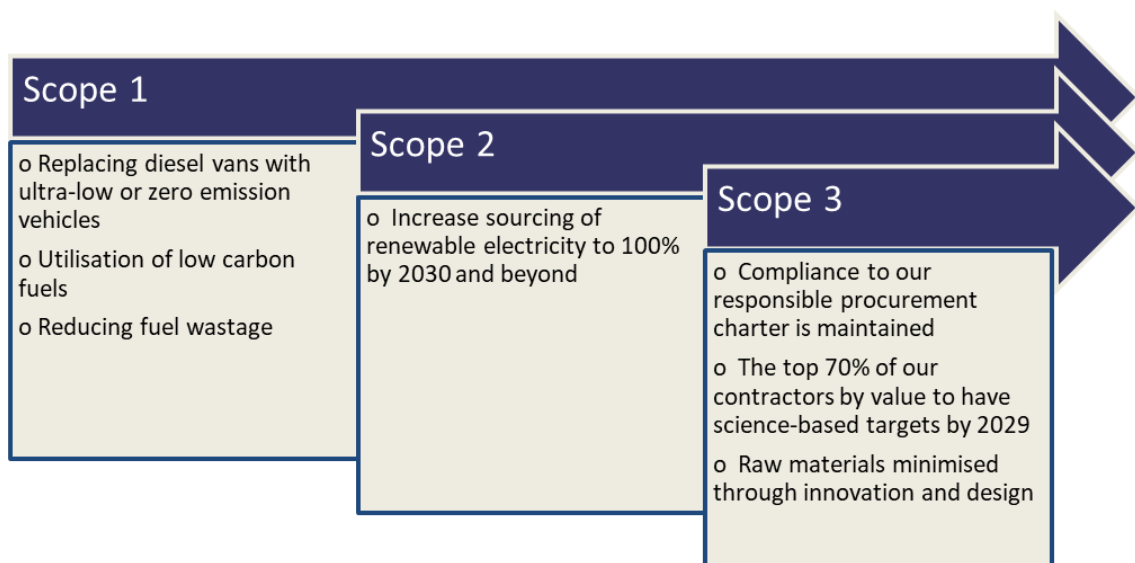 Scope 1
o Replacing diesel vans with
ultra-low or zero emission
vehicles
o Utilisation of low carbon
fuels
o Reducing fuel wastage
Scope 2
o Increase sourcing of
renewable electricity to 100%
by 2030 and beyond
Scope 3
o Compliance to our
responsible procurement
charter is maintained
o The top 70% of our
contractors by value to have
science-based targets by 2029
o Raw materials minimised
through innovation and design